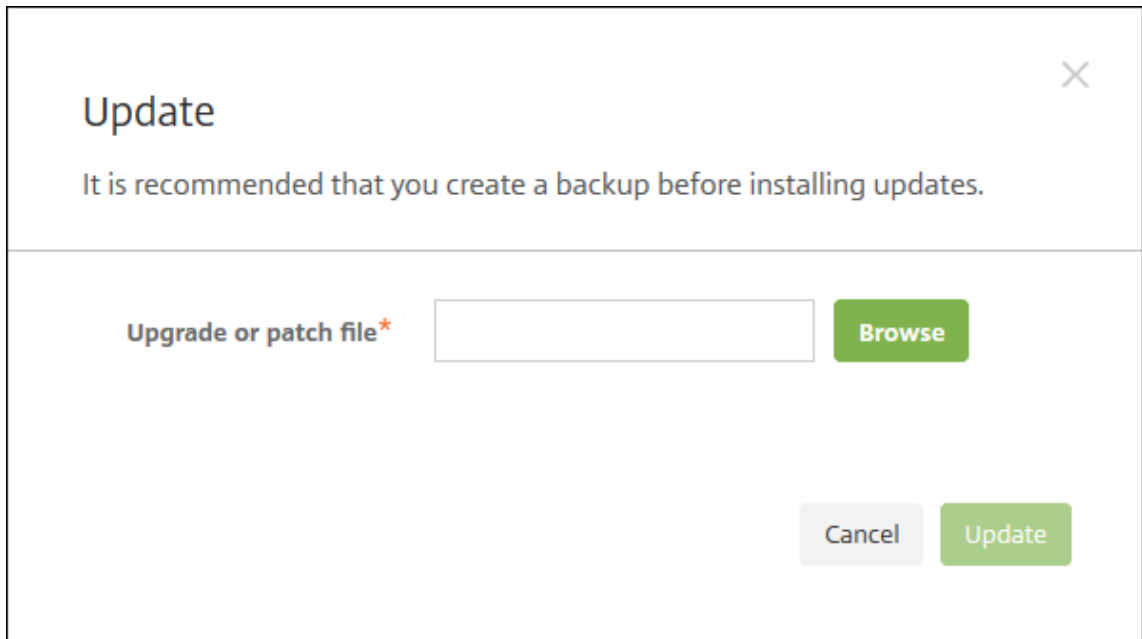 Update
It is recommended that you create a backup before installing updates.
Upgrade or patch file* Browse
Cancel Update